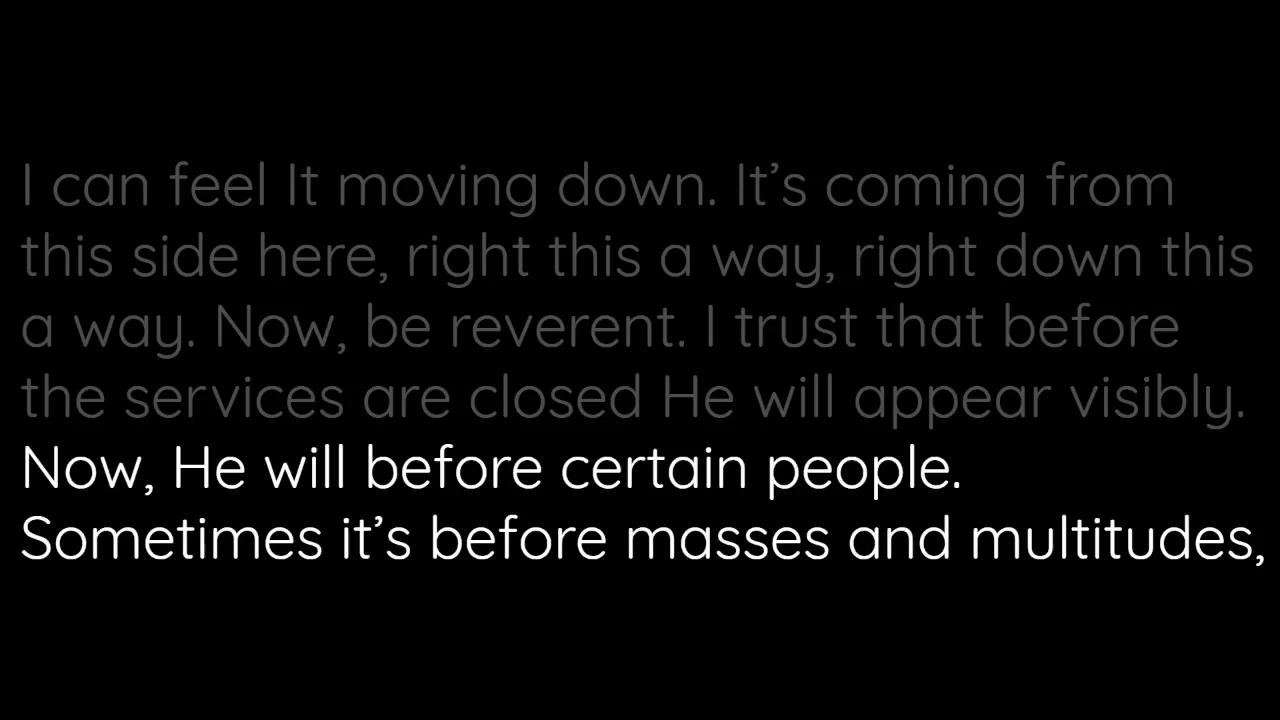 I can feel It moving down. It’s coming from
this side here, right this a way, right down this
a way. Now, be reverent. I trust that before
the services are closed He will appear visibly.
Now, He will before certain people.
Sometimes it’s before masses and multitudes,